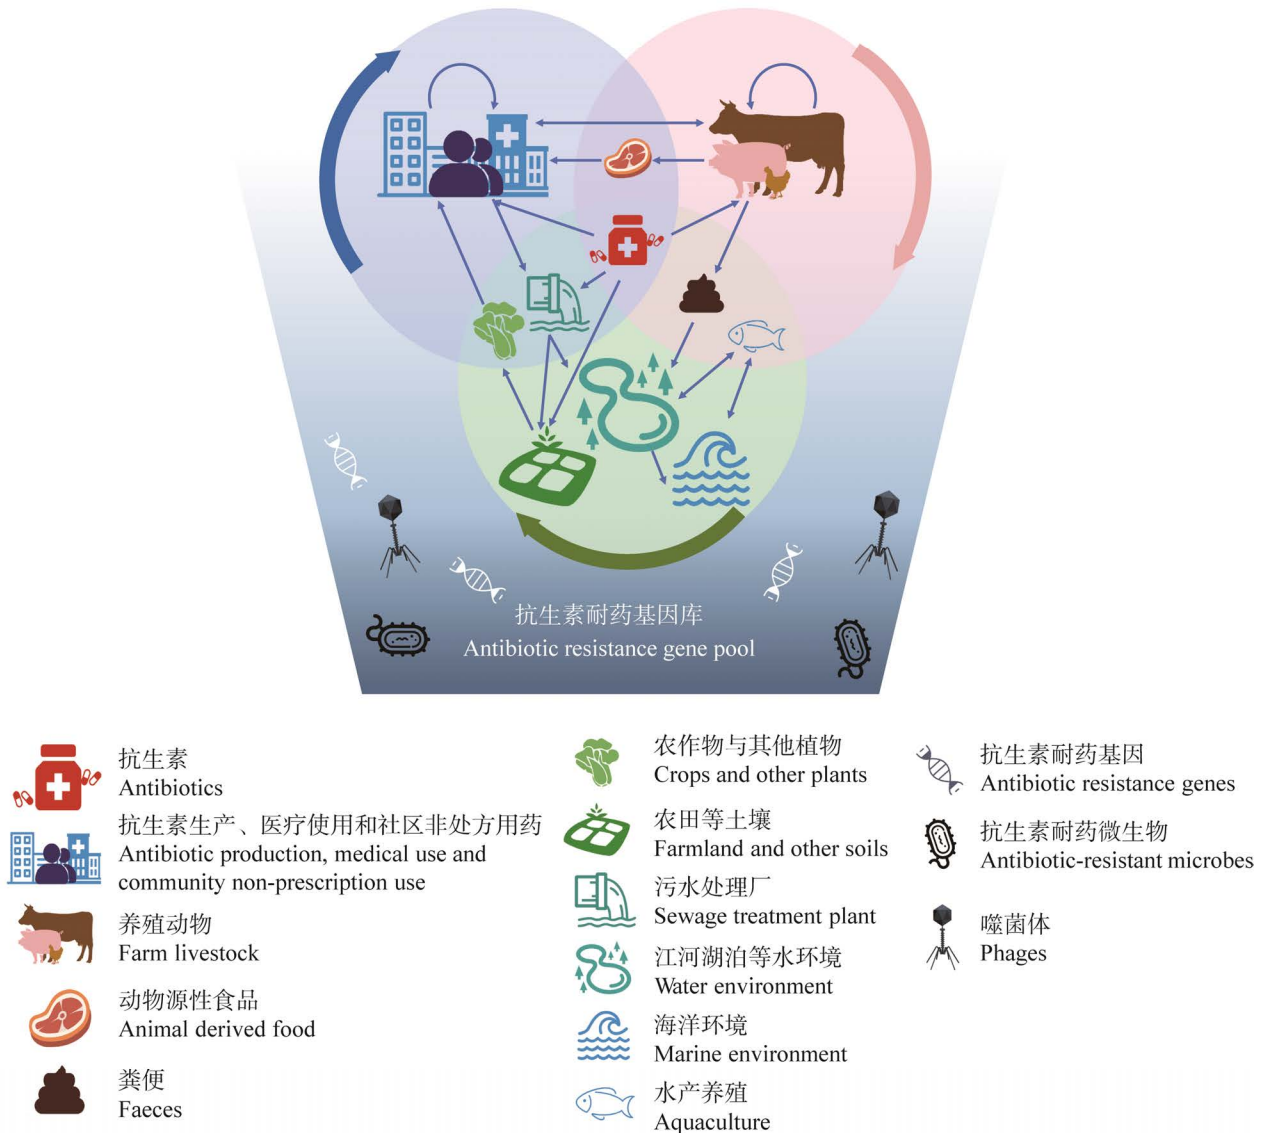 抗生素耐药基因库
Antibiotic resistance gene pool
抗生素
Antibiotics
抗生素生产、医疗使用和社区非处方用药
Antibiotic production, medical use and
community non-prescription use
养殖动物
Farm livestock
动物源性食品
Animal derived food
粪便
Faeces
农作物与其他植物
Crops and other plants
农田等土壤
Farmland and other soils
污水处理厂
Sewage treatment plant
江河湖泊等水环境
Water environment
海洋环境
Marine environment
水产养殖
Aquaculture
抗生素耐药基因
Antibiotic resistance genes
抗生素耐药微生物
Antibiotic-resistant microbes
噬菌体
Phages